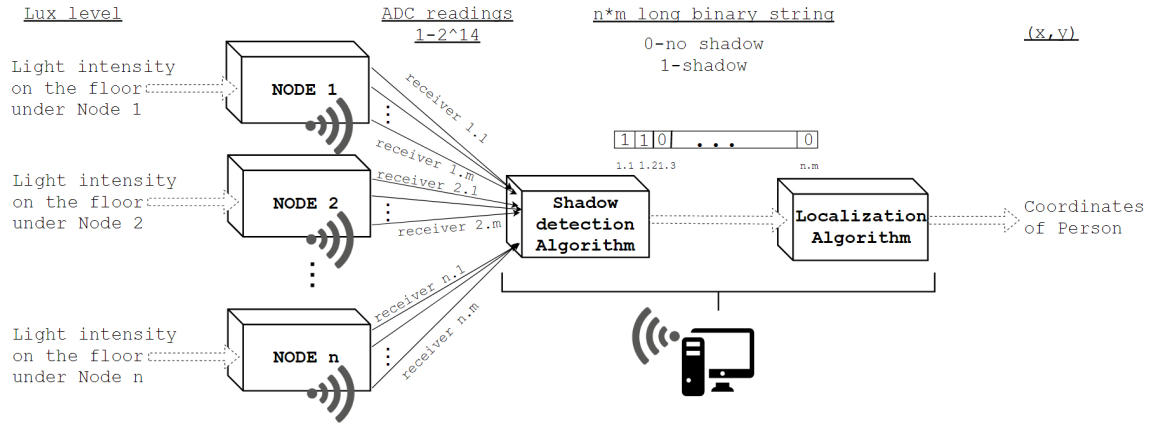 Lux level
ADC readings
1-2^14
n*m long binary string
0-no shadow
1-shadow
(x,y)
Light intensity
on the floor
under Node 1
NODE 1
receiver 1.1
receiver 1.m
Light intensity
on the floor
under Node 2
NODE 2
receiver 2.1
receiver 2.m
Light intensity
on the floor
under Node n
NODE n
receiver n.1
receiver n.m
Shadow
detection
Algorithm
1 1 0 ... 0
1.1 1.2 1.3 n.m
Localization
Algorithm
Coordinates
of Person